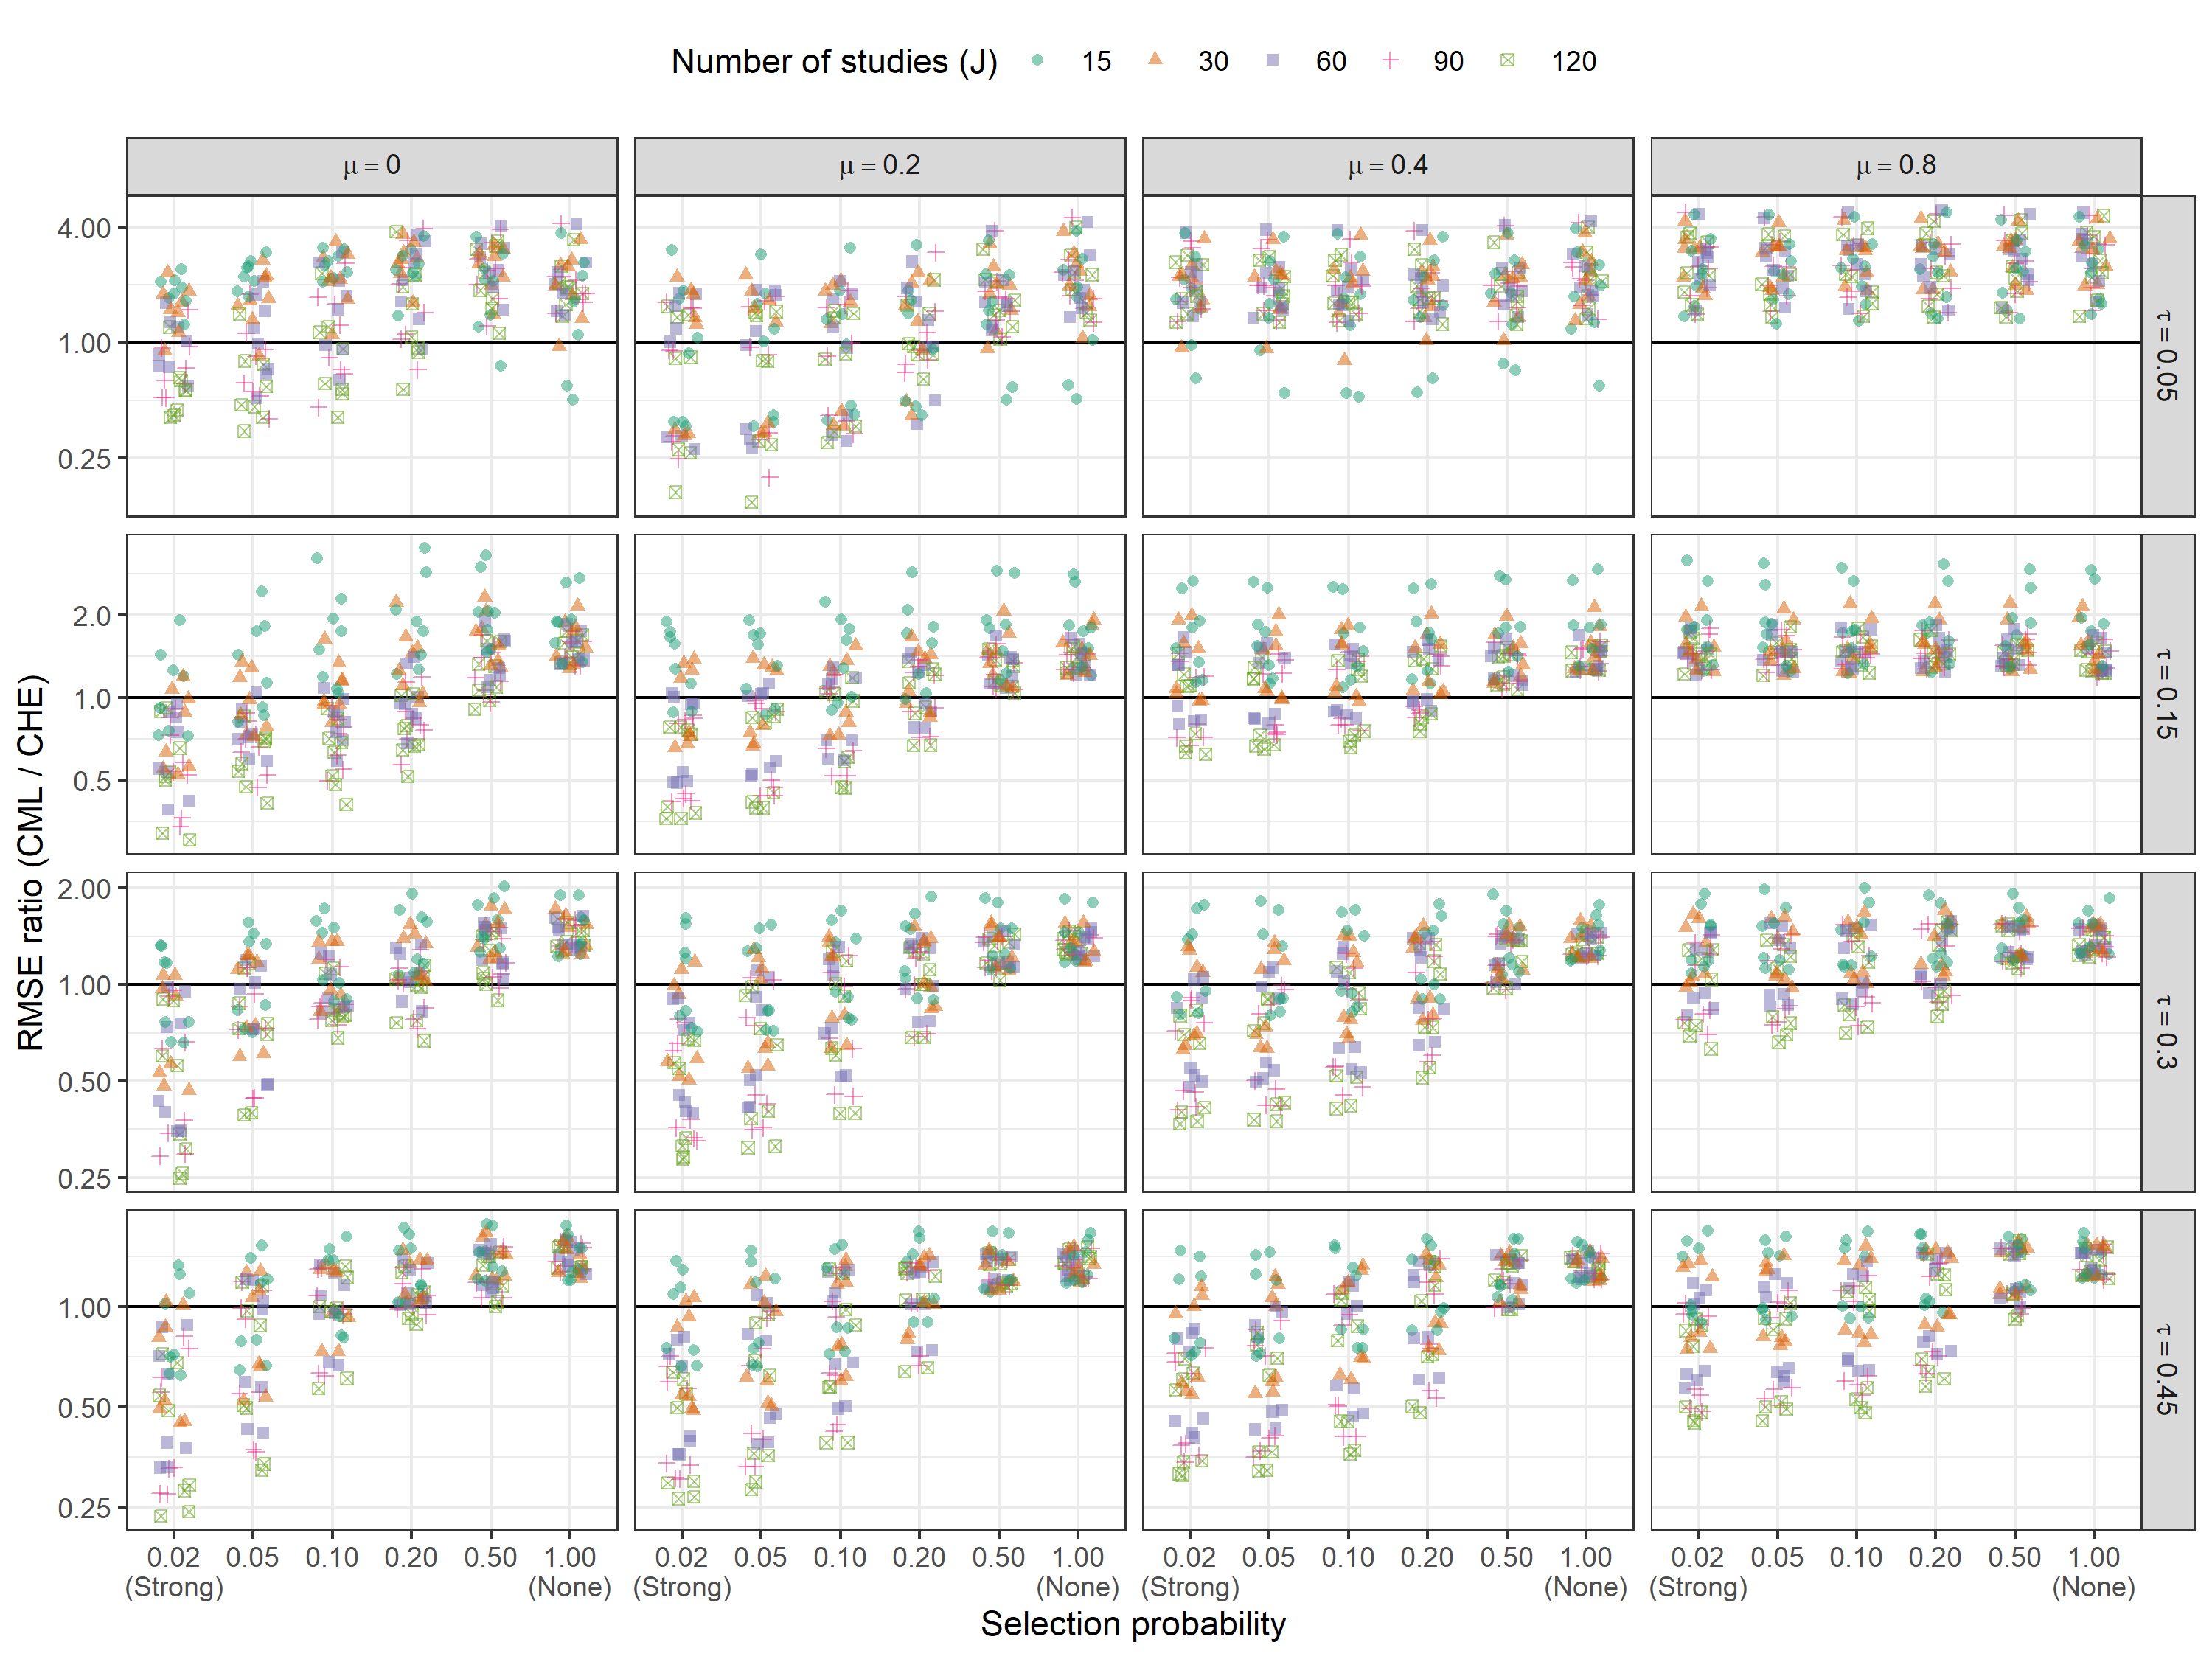 Number of studies (J) 15 30 60 90 120
μ = 0 μ = 0.2 μ = 0.4 μ = 0.8
RMSE ratio (CML / CHE)
4.00
1.00
0.25
τ = 0.05
2.0
1.0
0.5
τ = 0.15
2.00
1.00
0.50
0.25
τ = 0.3
1.00
0.50
0.25
τ = 0.45
0.02 0.05 0.10 0.20 0.50 1.00 0.02 0.05 0.10 0.20 0.50 1.00 0.02 0.05 0.10 0.20 0.50 1.00 0.02 0.05 0.10 0.20 0.50 1.00
(Strong) (None) (Strong) (None) (Strong) (None) (Strong) (None)
Selection probability